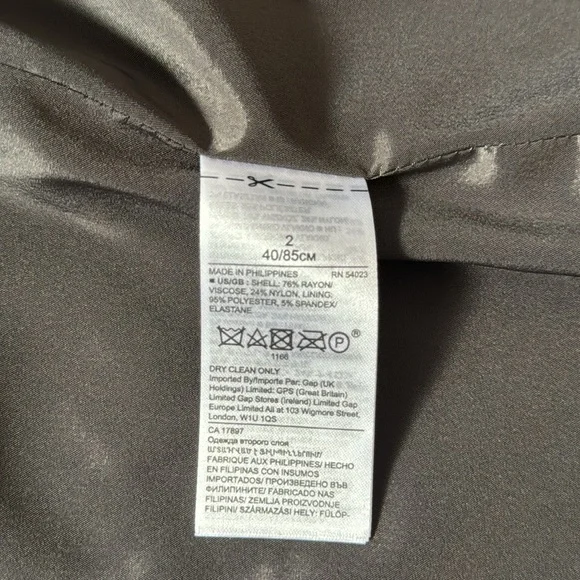 2
40/85см
MADE IN PHILIPPINES RN 54023
■ US/GB : SHELL: 76% RAYON/
VISCOSE, 24% NYLON, LINING:
95% POLYESTER, 5% SPANDEX/
ELASTANE
P ®
1166
DRY CLEAN ONLY
Imported By/Importe Par: Gap (UK
Holdings) Limited: GPS (Great Britain)
Limited Gap Stores (Ireland) Limited Gap
Europe Limited All at 103 Wigmore Street,
London, W1U 1QS
CA 17897
Одежда второго слоя
FABRIQUE AUX PHILIPPINES/ HECHO
EN FILIPINAS CON INSUMOS
IMPORTADOS/ ПРОИЗВЕДЕНО ВЪВ
ФИЛИПИНИТЕ/ FABRICADO NAS
FILIPINAS/ ZEMLJA PROIZVODNJE
FILIPINI/ SZÁRMAZÁSI HELY: FÜLÖP-